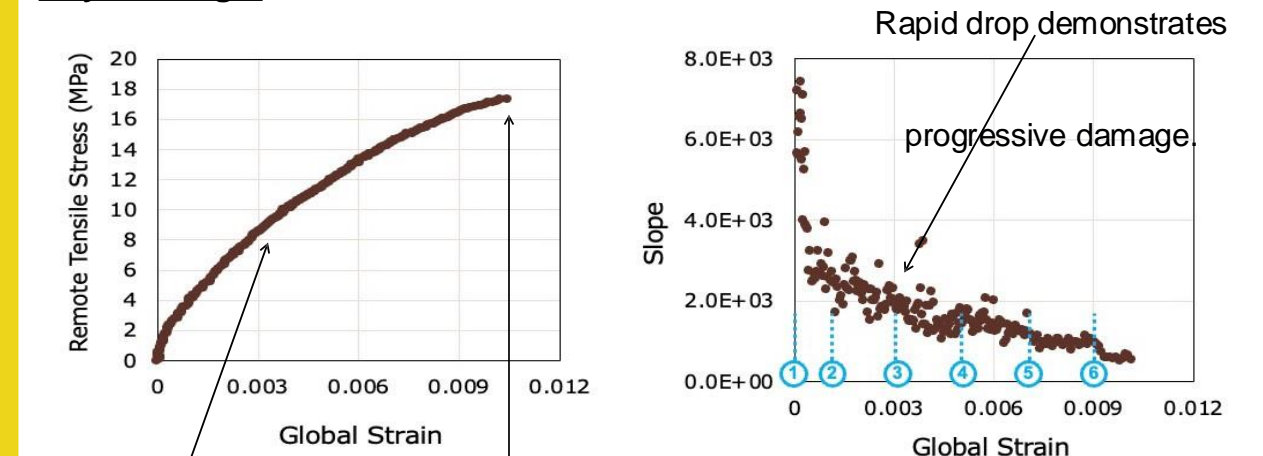 Rapid drop demonstrates
progressive damage.
Remote Tensile Stress (MPa)
20
18
16
14
12
10
8
6
4
2
0
0 0.003 0.006 0.009 0.012
Global Strain
Slope
8.0E+03
6.0E+03
4.0E+03
2.0E+03
0.0E+00
1 2 3 4 5 6
0 0.003 0.006 0.009 0.012
Global Strain